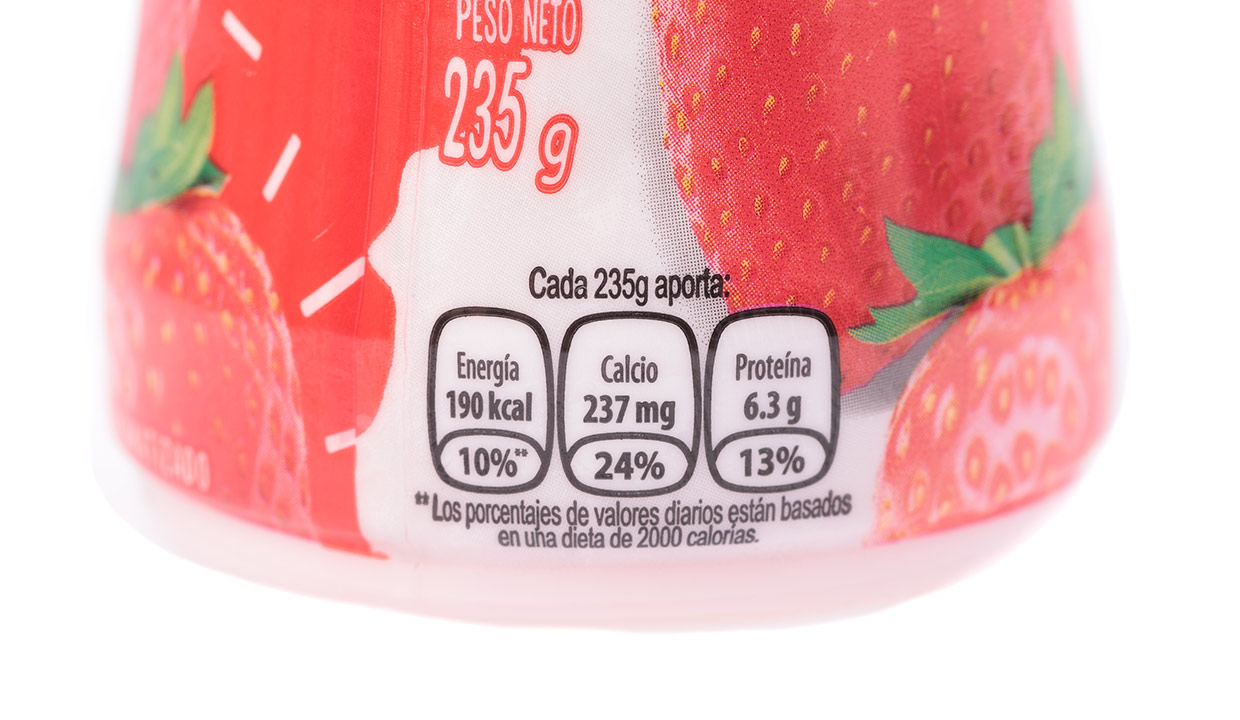 PESO NETO
235 g
Cada 235g aporta:
Energía
190 kcal
10%**
Calcio
237 mg
24%
Proteína
6.3 g
13%
**Los porcentajes de valores diarios están basados
en una dieta de 2000 calorías.